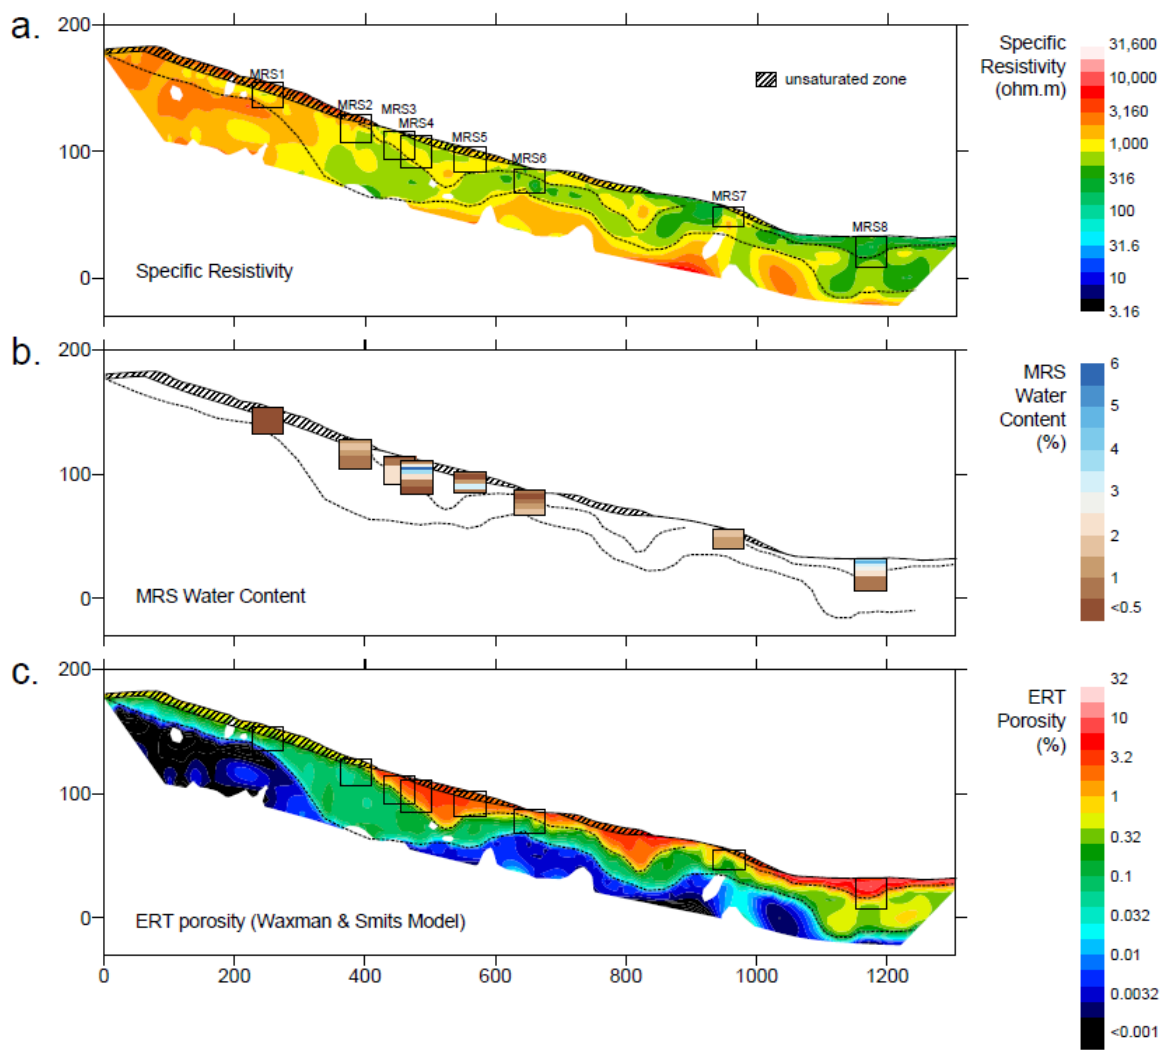 a.
200
100
0
MRS1
MRS2
MRS3
MRS4
MRS5
MRS6
MRS7
MRS8
unsaturated zone
Specific Resistivity
Specific
Resistivity
(ohm.m)
31,600
10,000
3,160
1,000
316
100
31.6
10
3.16
b.
200
100
0
MRS Water Content
MRS
Water
Content
(%)
6
5
4
3
2
1
<0.5
c.
200
100
0
ERT porosity (Waxman & Smits Model)
0
200
400
600
800
1000
1200
ERT
Porosity
(%)
32
10
3.2
1
0.32
0.1
0.032
0.01
0.0032
<0.001